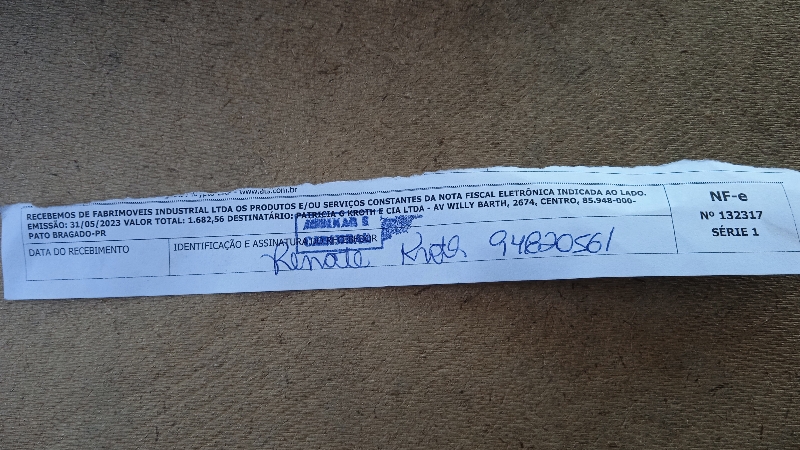 www.dis.com.br
RECEBEMOS DE FABRIMOVEIS INDUSTRIAL LTDA OS PRODUTOS E/OU SERVIÇOS CONSTANTES DA NOTA FISCAL ELETRÔNICA INDICADA AO LADO.
EMISSÃO: 31/05/2023 VALOR TOTAL: 1.682,56 DESTINATÁRIO: PATRICIA O KROTH E CIA LTDA - AV WILLY BARTH, 2674, CENTRO, 85.948-000-
PATO BRAGADO-PR
DATA DO RECEBIMENTO
IDENTIFICAÇÃO E ASSINATURA
Renate Kroth 94820561
NF-e
Nº 132317
SÉRIE 1